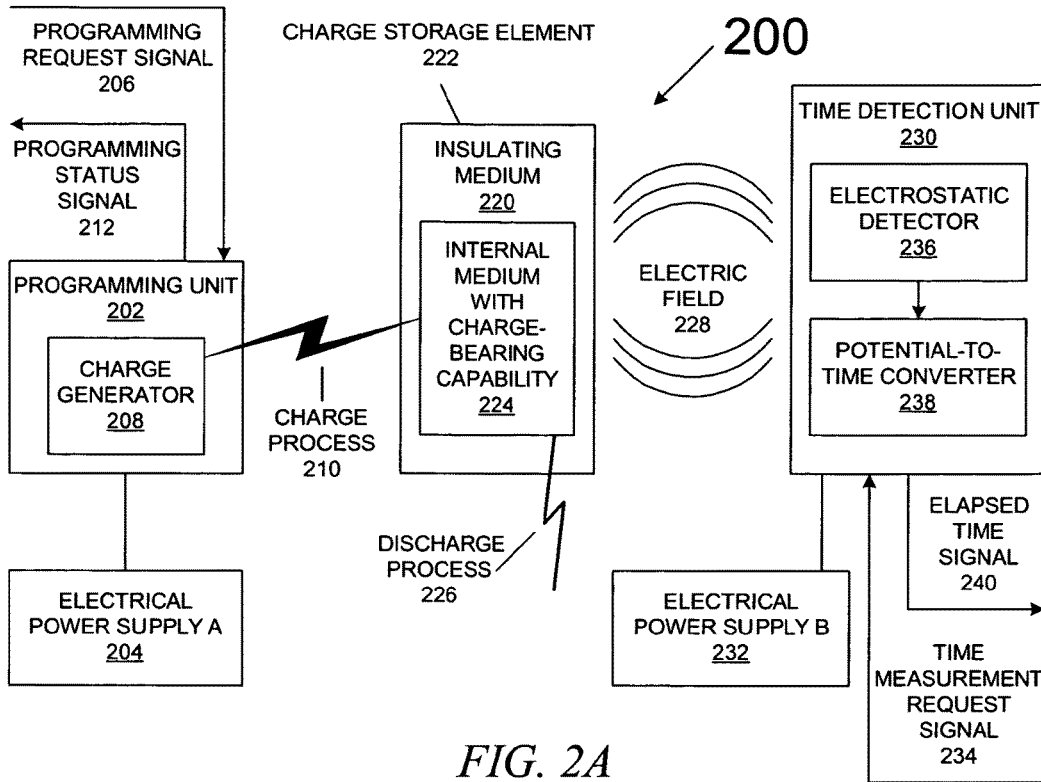 PROGRAMMING
REQUEST SIGNAL
206
PROGRAMMING
STATUS
SIGNAL
212
PROGRAMMING UNIT
202
CHARGE
GENERATOR
208
ELECTRICAL
POWER SUPPLY A
204
CHARGE
PROCESS
210
CHARGE STORAGE ELEMENT
222
INSULATING
MEDIUM
220
INTERNAL
MEDIUM
WITH
CHARGE-
BEARING
CAPABILITY
224
DISCHARGE
PROCESS
226
200
ELECTRIC
FIELD
228
TIME DETECTION UNIT
230
ELECTROSTATIC
DETECTOR
236
POTENTIAL-TO-
TIME CONVERTER
238
ELECTRICAL
POWER SUPPLY B
232
ELAPSED
TIME
SIGNAL
240
TIME
MEASUREMENT
REQUEST
SIGNAL
234
FIG. 2A